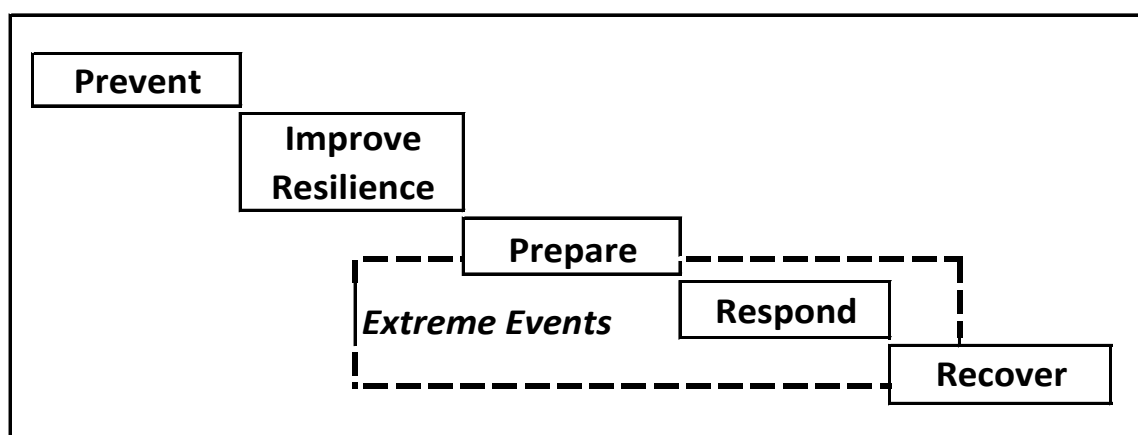 Prevent
Improve
Resilience
Prepare
Respond
Extreme Events
Recover